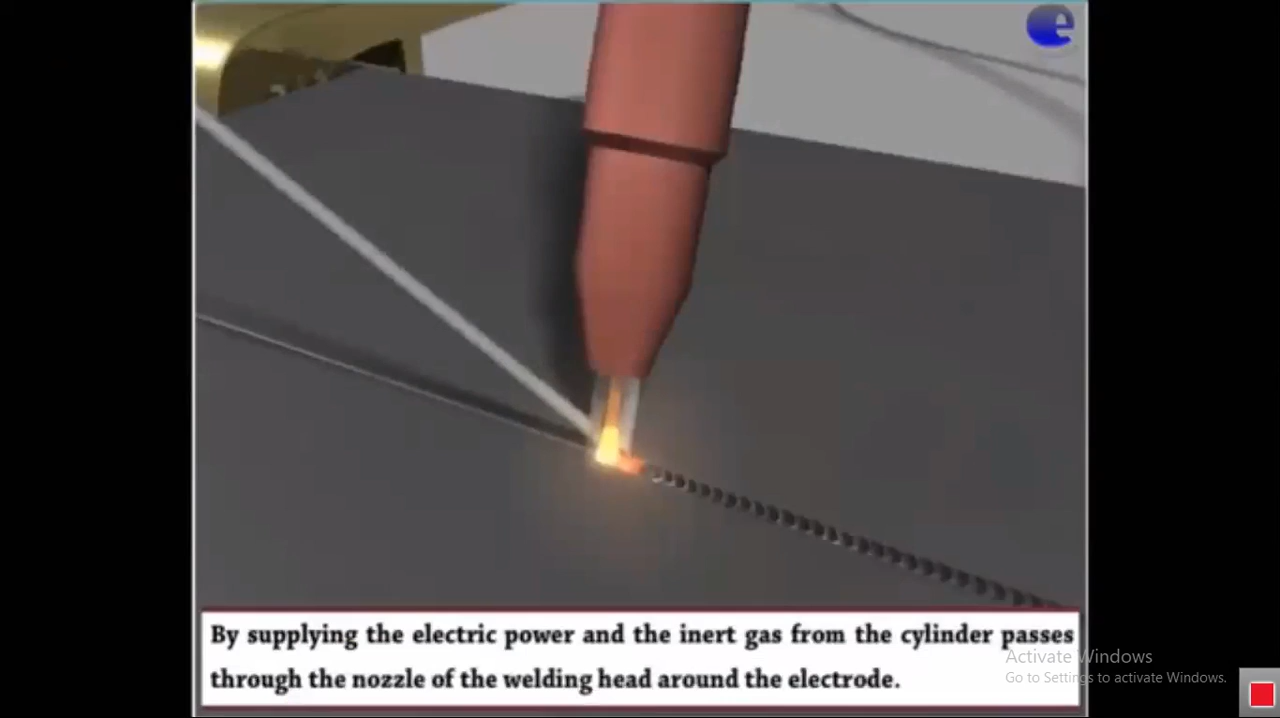 e
By supplying the electric power and the inert gas from the cylinder passes
through the nozzle of the welding head around the electrode.
Activate Windows
Go to Settings to activate Windows.